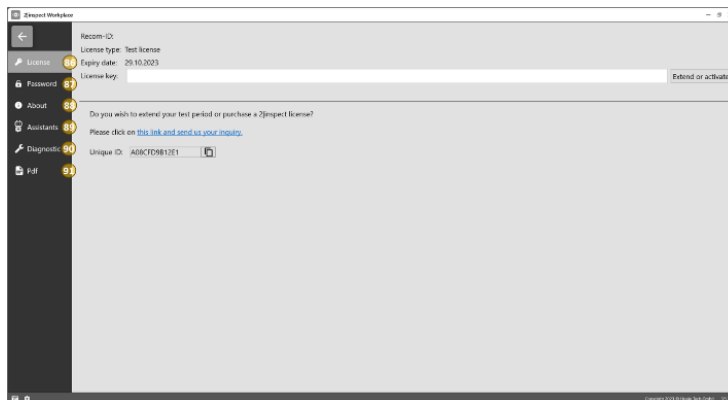 2jinspect Workplace
Recom-ID:
License type: Test license
Expiry date: 29.10.2023
License key:
Extend or activate
License 86
Password 87
About 88
Assistants 89
Diagnostic 90
Pdf 91
Do you wish to extend your test period or purchase a 2jinspect license?
Please click on this link and send us your inquiry.
Unique ID: A08CFD9B12E1
Copyright 2023 ©